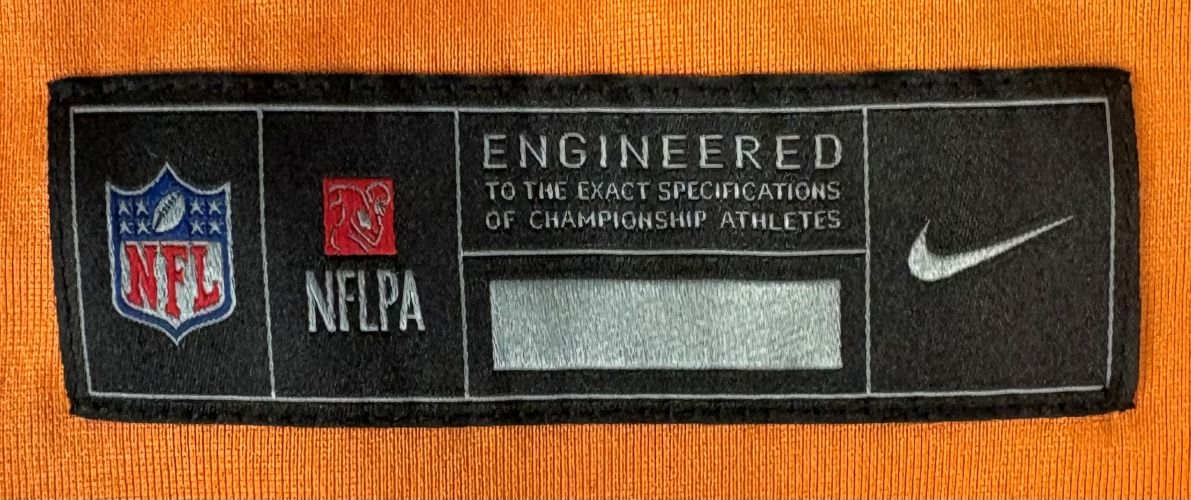 NFL
NFLPA
ENGINEERED
TO THE EXACT SPECIFICATIONS
OF CHAMPIONSHIP ATHLETES